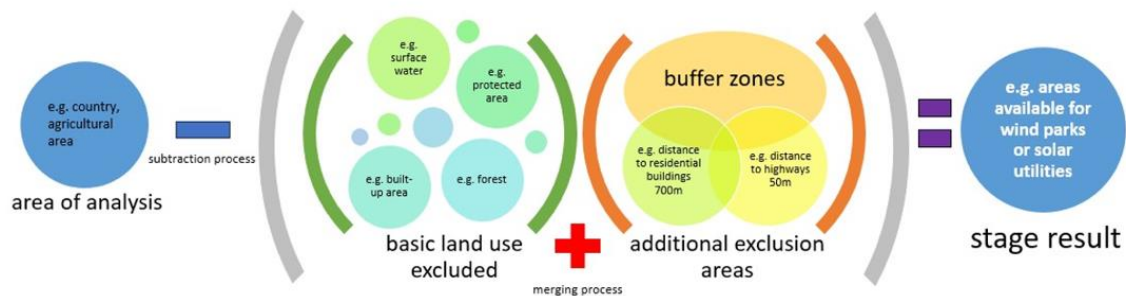 e.g. country,
agricultural
area
area of analysis
subtraction process
e.g.
surface
water
e.g.
protected
area
e.g. built-
up area
e.g. forest
basic land use
excluded
merging process
buffer zones
e.g. distance
to residential
buildings
700m
e.g. distance
to highways
50m
additional exclusion
areas
e.g. areas
available for
wind parks
or solar
utilities
stage result